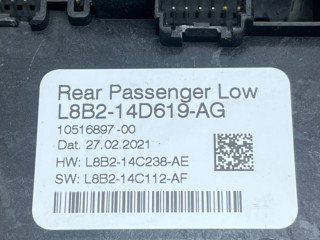 Rear Passenger Low
L8B2-14D619-AG
10516897-00
Dat. 27.02.2021
HW: L8B2-14C238-AE
SW: L8B2-14C112-AF